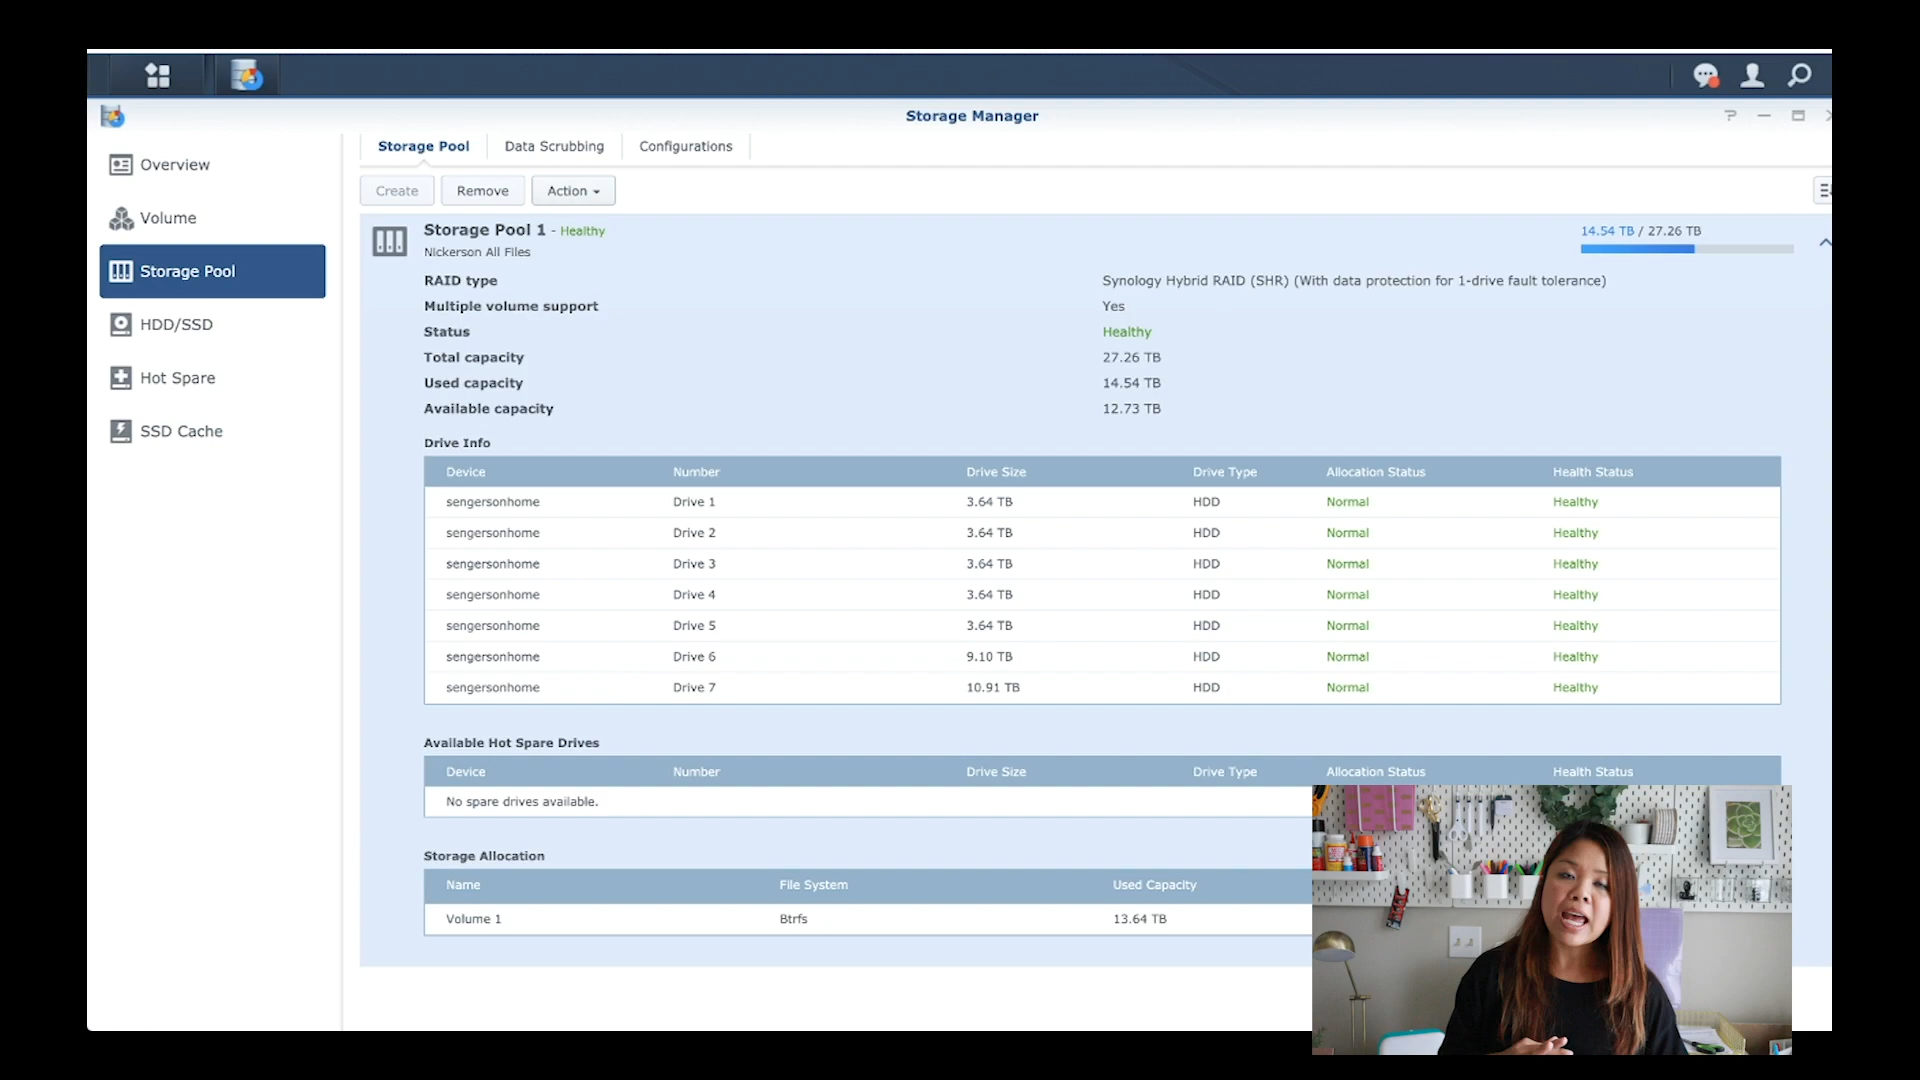 Storage Manager
Overview
Volume
Storage Pool
HDD/SSD
Hot Spare
SSD Cache
Storage Pool Data Scrubbing Configurations
Create Remove Action
Storage Pool 1 - Healthy 14.54 TB / 27.26 TB
Nickerson All Files
RAID type Synology Hybrid RAID (SHR) (With data protection for 1-drive fault tolerance)
Multiple volume support Yes
Status Healthy
Total capacity 27.26 TB
Used capacity 14.54 TB
Available capacity 12.73 TB
Drive Info
Device Number Drive Size Drive Type Allocation Status Health Status
sengersonhome Drive 1 3.64 TB HDD Normal Healthy
sengersonhome Drive 2 3.64 TB HDD Normal Healthy
sengersonhome Drive 3 3.64 TB HDD Normal Healthy
sengersonhome Drive 4 3.64 TB HDD Normal Healthy
sengersonhome Drive 5 3.64 TB HDD Normal Healthy
sengersonhome Drive 6 9.10 TB HDD Normal Healthy
sengersonhome Drive 7 10.91 TB HDD Normal Healthy
Available Hot Spare Drives
Device Number Drive Size Drive Type Allocation Status Health Status
No spare drives available.
Storage Allocation
Name File System Used Capacity
Volume 1 Btrfs 13.64 TB